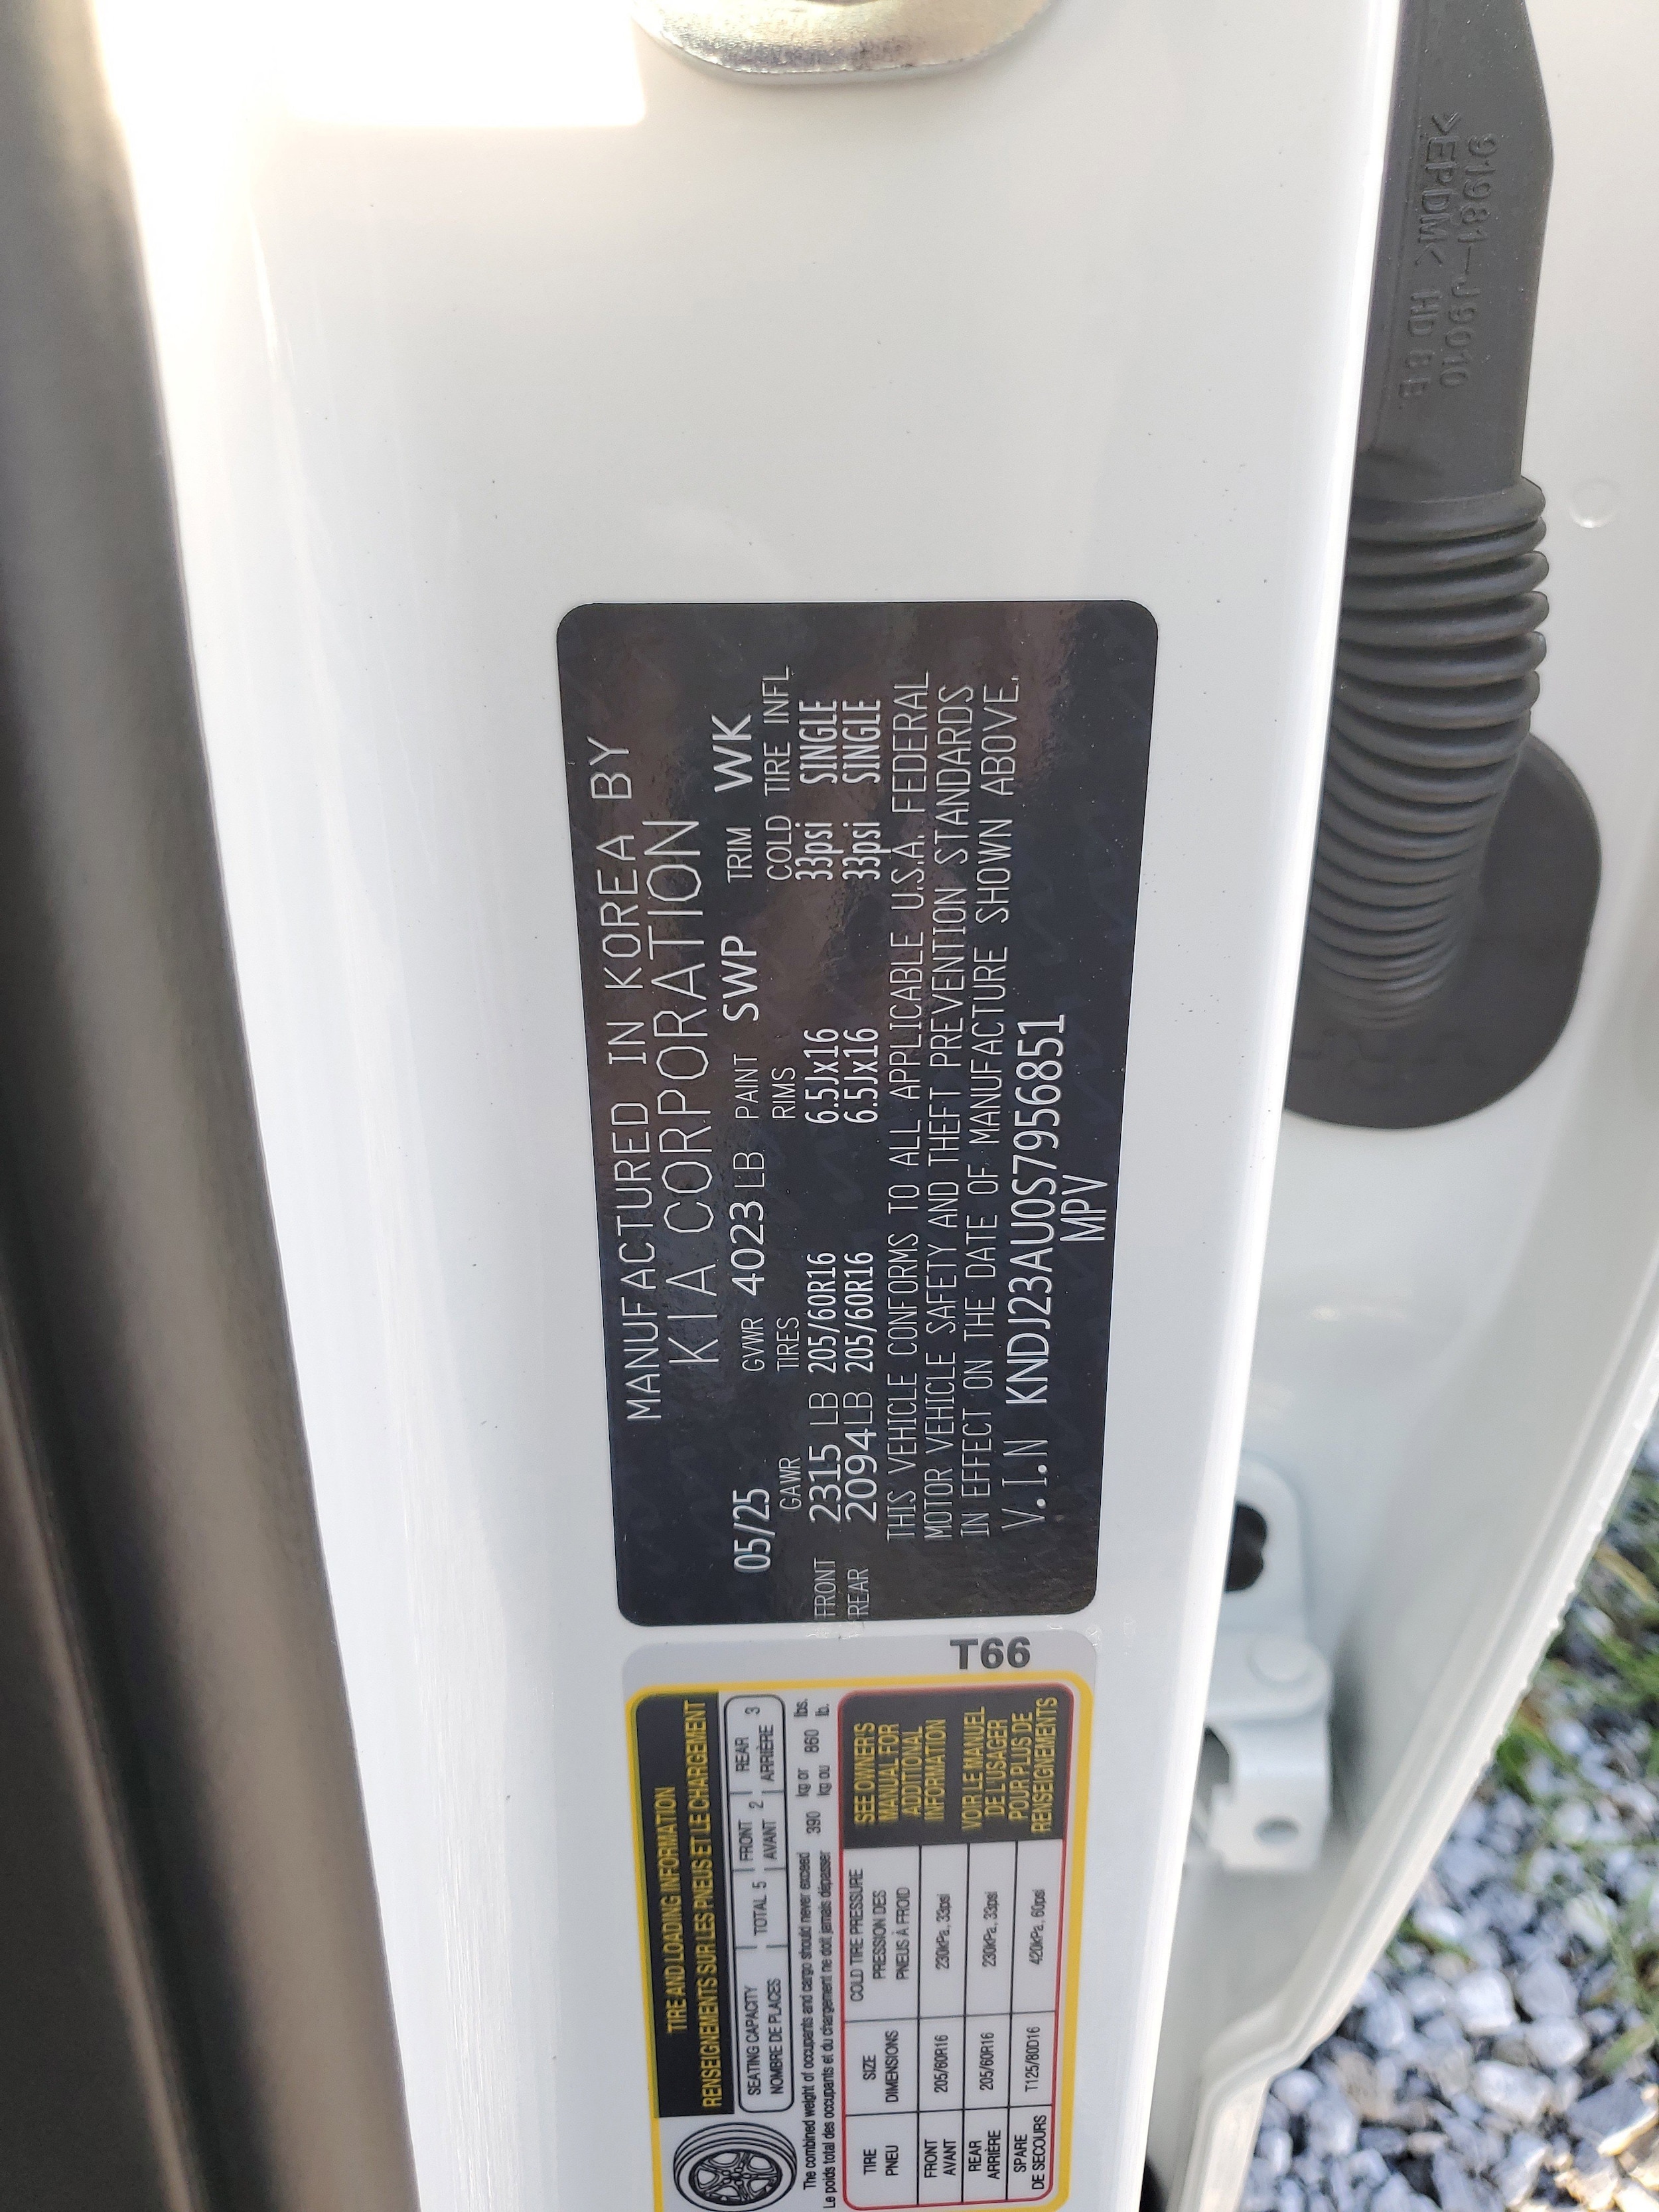 MANUFACTURED IN KOREA BY
KIA CORPORATION
05/25 GVWR 4023 LB PAINT SWP TRIM WK
GAWR TIRES RIMS COLD TIRE INFL
FRONT 2315 LB 205/60R16 6.5Jx16 33psi SINGLE
REAR 2094LB 205/60R16 6.5Jx16 33psi SINGLE
THIS VEHICLE CONFORMS TO ALL APPLICABLE U.S.A. FEDERAL
MOTOR VEHICLE SAFETY AND THEFT PREVENTION STANDARDS
IN EFFECT ON THE DATE OF MANUFACTURE SHOWN ABOVE.
V.I.N KNDJ23AU0S7956851
MPV
TIRE AND LOADING INFORMATION
RENSEIGNEMENTS SUR LES PNEUS ET LE CHARGEMENT
SEATING CAPACITY TOTAL 5 FRONT 2 REAR 3
NOMBRE DE PLACES AVANT ARRIÈRE
The combined weight of occupants and cargo should never exceed 390 kg or 860 lbs.
Le poids total des occupants et du chargement ne doit jamais dépasser kg ou lb.
TIRE SIZE COLD TIRE PRESSURE
PNEU DIMENSIONS PRESSION DES
PNEUS À FROID
FRONT 205/60R16 230kPa, 33psi
AVANT
REAR 205/60R16 230kPa, 33psi
ARRIÈRE
SPARE T125/80D16 420kPa, 60psi
DE SECOURS
SEE OWNER'S
MANUAL FOR
ADDITIONAL
INFORMATION
VOIR LE MANUEL
DE L'USAGER
POUR PLUS DE
RENSEIGNEMENTS
T66
91981-J9010
>EPDM< HD 8 B